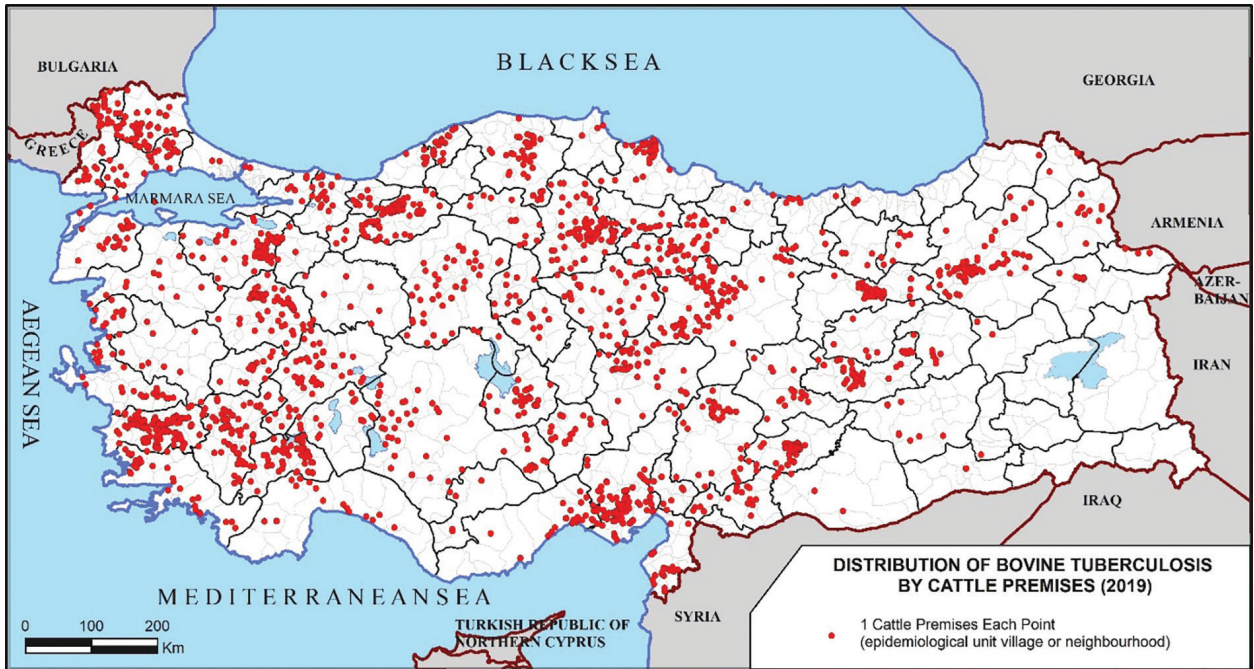 BULGARIA
BLACKSEA
GEORGIA
GREECE
MARMARA SEA
ARMENIA
AZER-
BAIJAN
AEGEAN SEA
IRAN
IRAQ
MEDITERRANEANSEA
SYRIA
TURKISH REPUBLIC OF
NORTHERN CYPRUS
0 100 200
Km
DISTRIBUTION OF BOVINE TUBERCULOSIS
BY CATTLE PREMISES (2019)
1 Cattle Premises Each Point
(epidemiological unit village or neighbourhood)